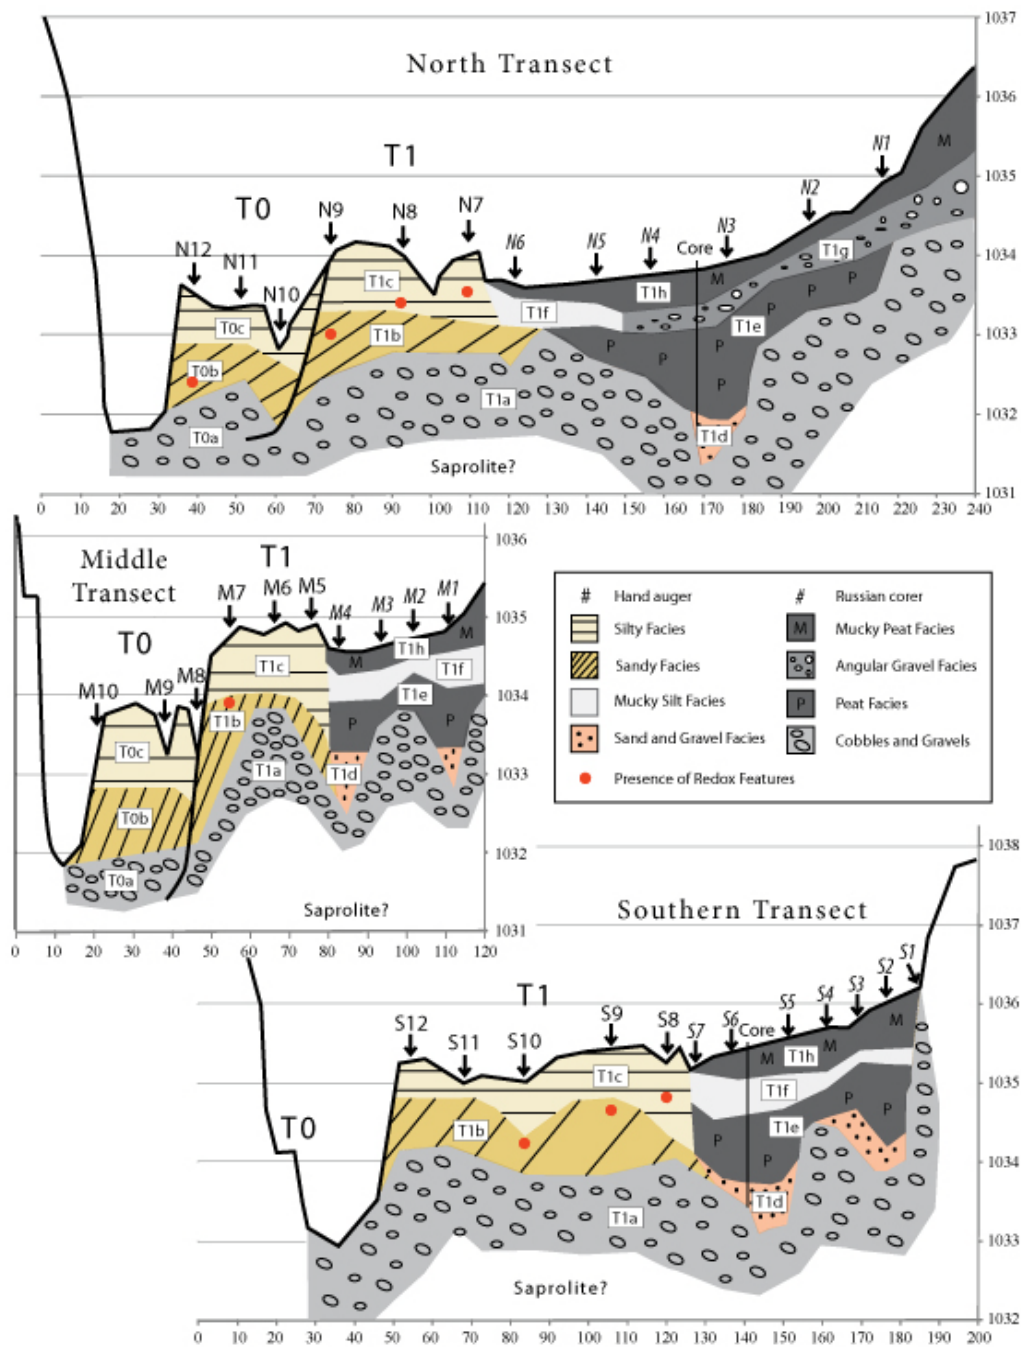 North Transect
1037
1036
1035
1034
1033
1032
1031
T0
T1
N12
N11
N10
N9
N8
N7
N6
N5
N4
Core
N3
N2
N1
M
T1g
P
P
T1h
M
T1c
T1f
T0c
T1b
T1e
N
P
N
P
T0b
T1a
P
T0a
T1d
Saprolite?
0 10 20 30 40 50 60 70 80 90 100 110 120 130 140 150 160 170 180 190 200 210 220 230 240
Middle
Transect
T1
T0
1036
1035
1034
1033
1032
1031
M10
M9
M8
M7
M6
M5
M4
M3
M2
M1
M
T1h
M
T1c
T1f
T1e
T1b
P
P
T0c
T1a
T1d
T0b
T0a
Saprolite?
0 10 20 30 40 50 60 70 80 90 100 110 120
# Hand auger
# Russian corer
Silty Facies
M Mucky Peat Facies
Sandy Facies
Angular Gravel Facies
Mucky Silt Facies
P Peat Facies
Sand and Gravel Facies
Cobbles and Gravels
Presence of Redox Features
Southern Transect
1038
1037
1036
1035
1034
1033
1032
T0
T1
S12
S11
S10
S9
S8
S7
S6
Core
S5
S4
S3
S2
S1
M
M
M
T1h
T1c
T1f
P
P
T1b
T1e
P
P
T1d
T1a
Saprolite?
0 10 20 30 40 50 60 70 80 90 100 110 120 130 140 150 160 170 180 190 200